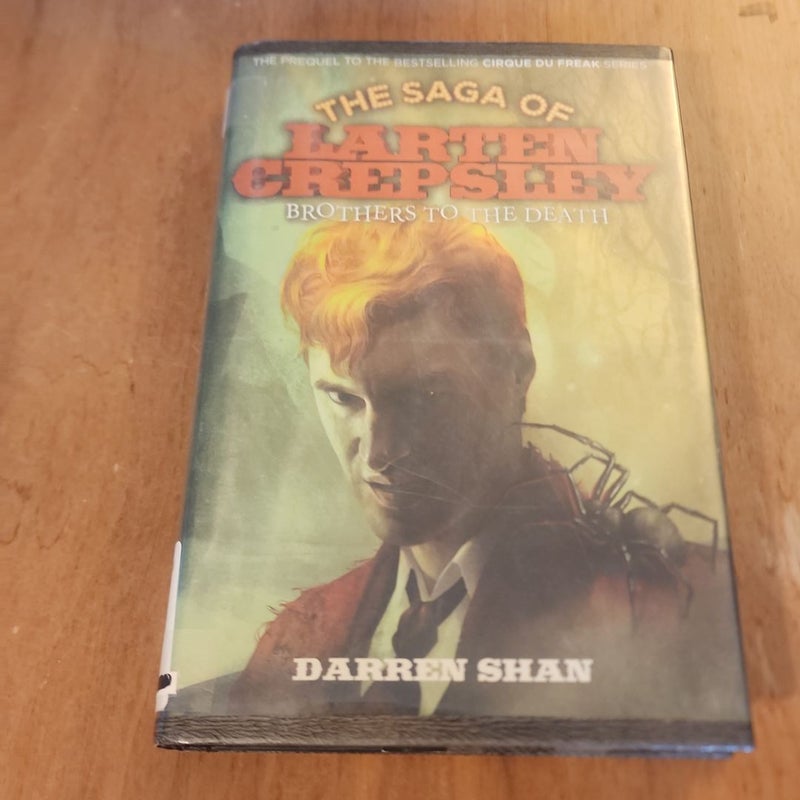 THE PREQUEL TO THE BESTSELLING CIRQUE DU FREAK SERIES
THE SAGA OF
LARTEN
CREPSLEY
BROTHERS TO THE DEATH
DARREN SHAN